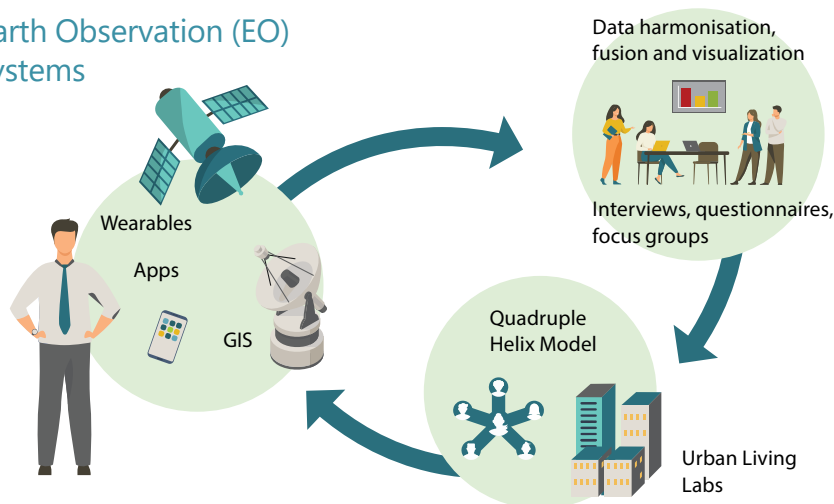 arth Observation (EO)
ystems
Wearables
Apps
GIS
Data harmonisation,
fusion and visualization
Interviews, questionnaires,
focus groups
Quadruple
Helix Model
Urban Living
Labs